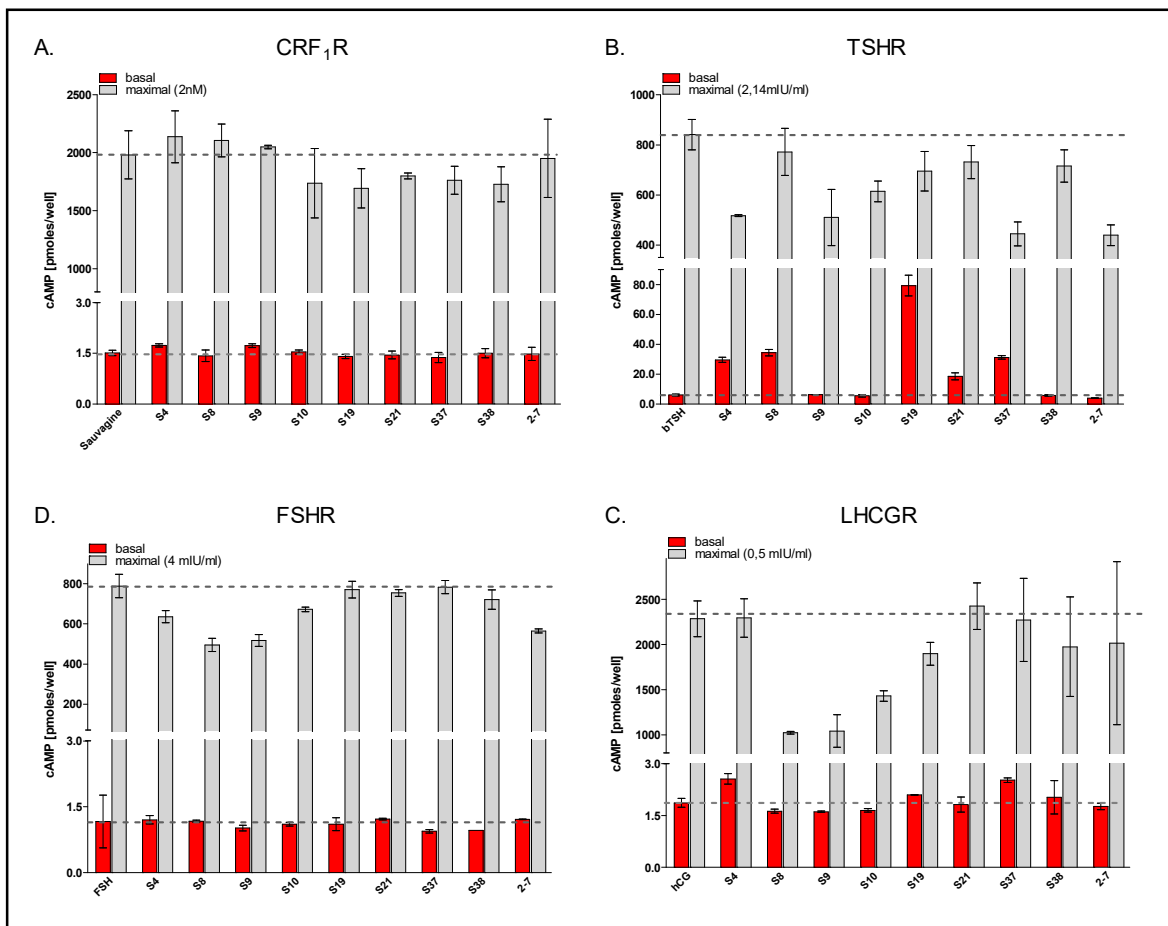 A.
CRF1R
basal
maximal (2nM)
2500
2000
1500
1000
3.0
1.5
0.0
cAMP [pmoles/well]
Sauvagine
S4
S8
S9
S10
S19
S21
S37
S38
2-7
B.
TSHR
basal
maximal (2,14mIU/ml)
1000
800
600
400
80.0
60.0
40.0
20.0
0.0
cAMP [pmoles/well]
bTSH
S4
S8
S9
S10
S19
S21
S37
S38
2-7
D.
FSHR
basal
maximal (4 mIU/ml)
800
600
400
200
3.0
1.5
0.0
cAMP [pmoles/well]
FSH
S4
S8
S9
S10
S19
S21
S37
S38
2-7
C.
LHCGR
basal
maximal (0,5 mIU/ml)
2500
2000
1500
1000
3.0
1.5
0.0
cAMP [pmoles/well]
hCG
S4
S8
S9
S10
S19
S21
S37
S38
2-7